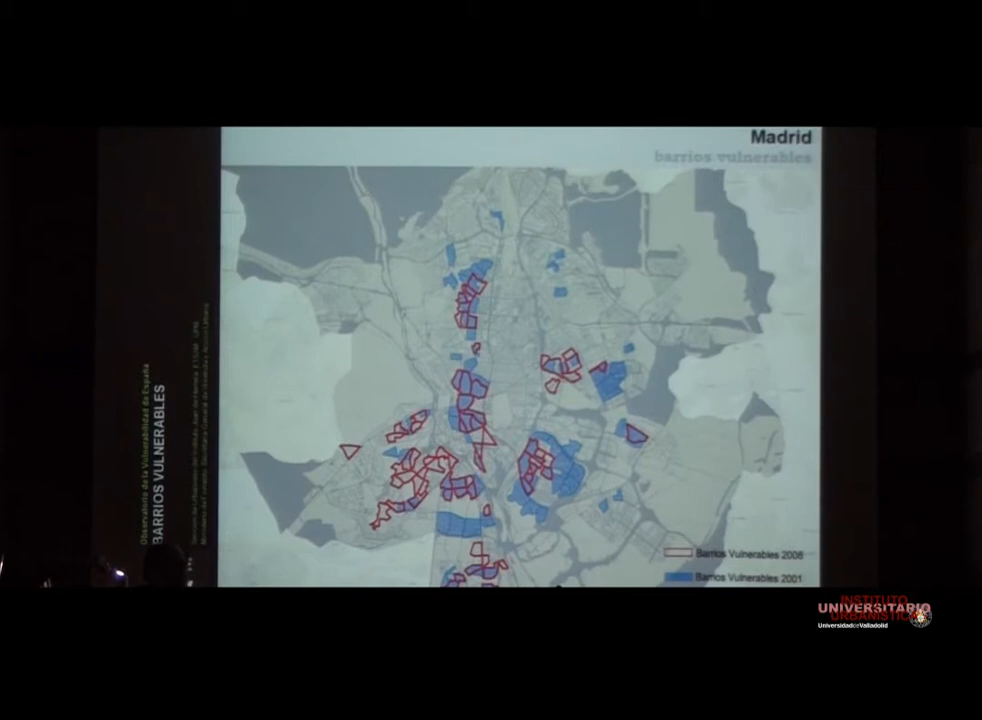 Madrid
barrios vulnerables
Observatorio de la Vulnerabilidad de España
BARRIOS VULNERABLES
Barrios Vulnerables 2006
Barrios Vulnerables 2001
INSTITUTO
UNIVERSITARIO
URBANÍSTICA
UniversidaddeValladolid